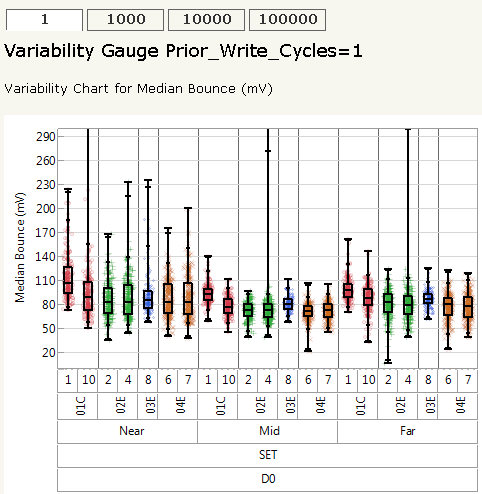 1 1000 10000 100000
Variability Gauge Prior_Write_Cycles=1
Variability Chart for Median Bounce (mV)
Median Bounce (mV)
290
260
230
200
170
140
110
80
50
20
1 10 2 4 8 6 7 1 10 2 4 8 6 7 1 10 2 4 8 6 7
01C 02E 03E 04E 01C 02E 03E 04E 01C 02E 03E 04E
Near Mid Far
SET
D0